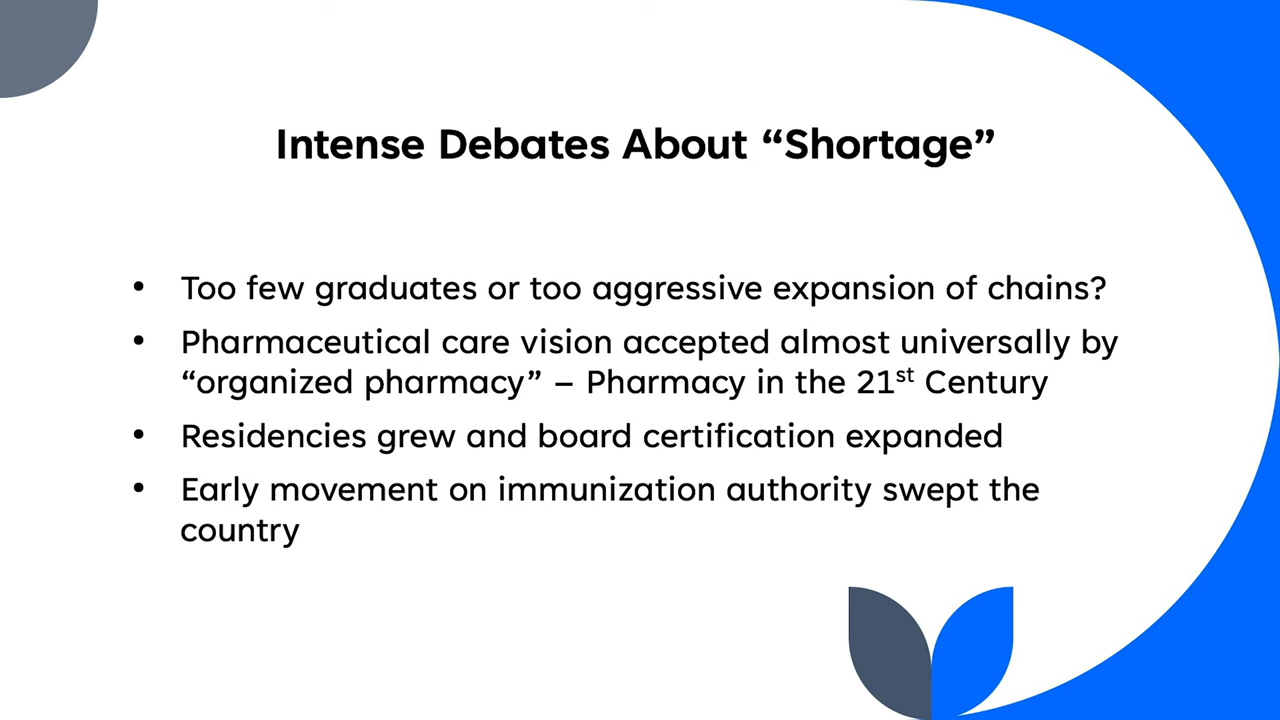 Intense Debates About “Shortage”
• Too few graduates or too aggressive expansion of chains?
• Pharmaceutical care vision accepted almost universally by
“organized pharmacy” – Pharmacy in the 21st Century
• Residencies grew and board certification expanded
• Early movement on immunization authority swept the
country